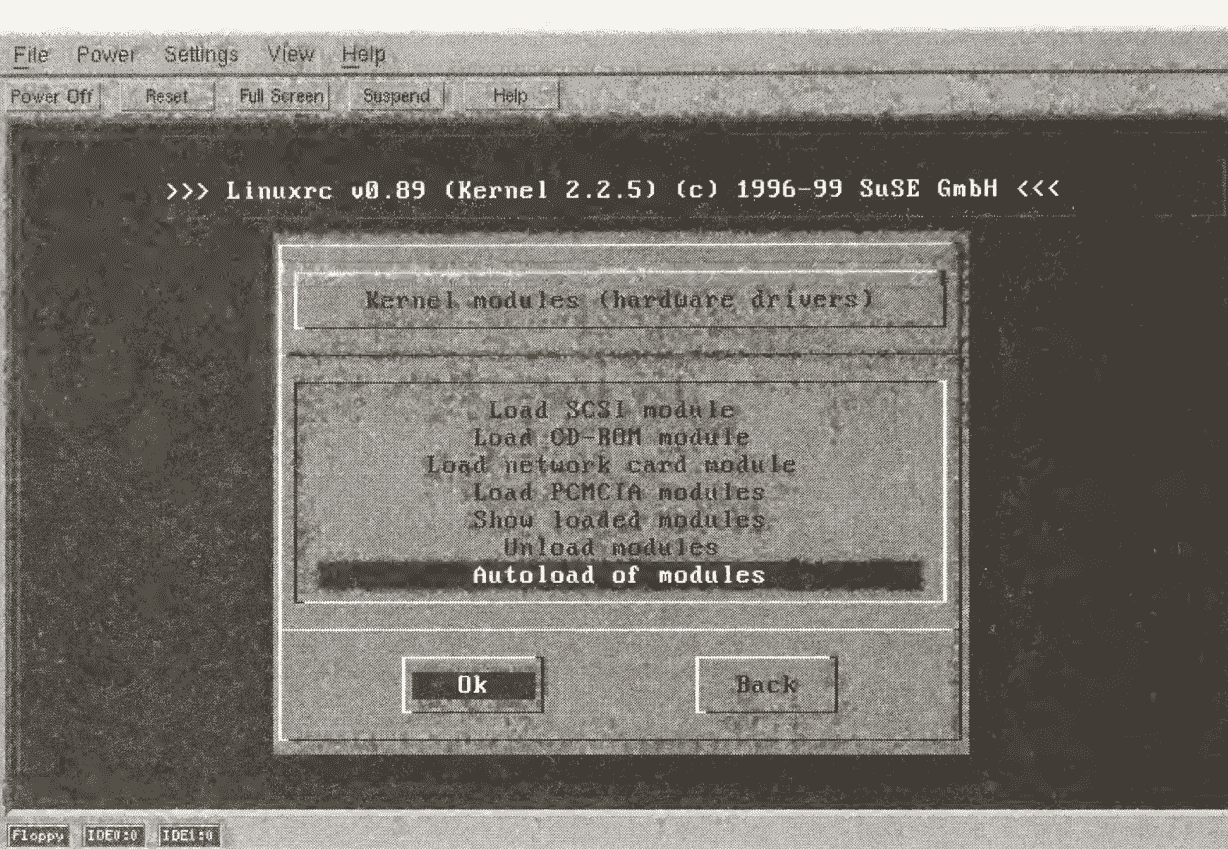 File Power Settings View Help
Power Off Reset Full Screen Suspend Help
>>> Linuxrc v0.89 (Kernel 2.2.5) (c) 1996-99 SuSE GmbH <<<
Kernel modules (hardware drivers)
Load SCSI module
Load CD-ROM module
Load network card module
Load PCMCIA modules
Show loaded modules
Unload modules
Autoload of modules
Ok Back
Floppy IDE0:0 IDE1:0